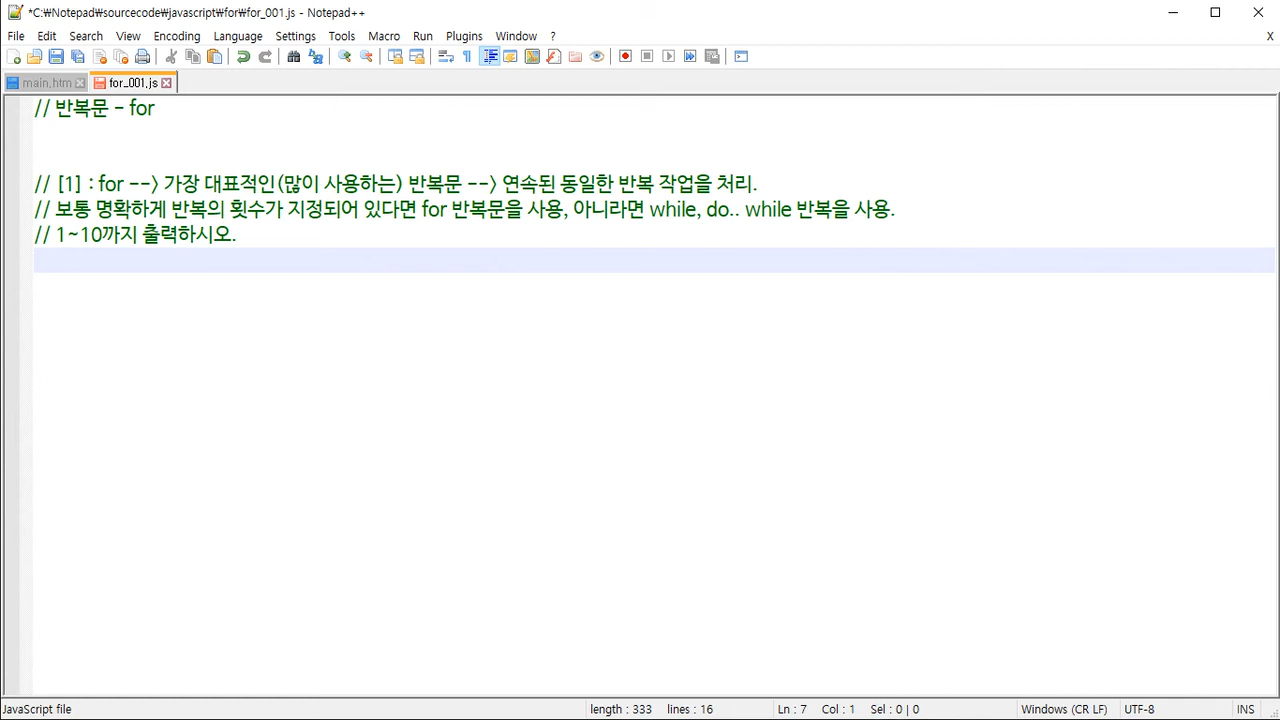 *C:\Notepad\sourcecode\javascript\for\for_001.js - Notepad++
File Edit Search View Encoding Language Settings Tools Macro Run Plugins Window ? X
main.htm for_001.js
// 반복문 - for
// [1] : for --> 가장 대표적인(많이 사용하는) 반복문 --> 연속된 동일한 반복 작업을 처리.
// 보통 명확하게 반복의 횟수가 지정되어 있다면 for 반복문을 사용, 아니라면 while, do.. while 반복을 사용.
// 1~10까지 출력하시오.
JavaScript file length : 333 lines : 16 Ln : 7 Col : 1 Sel : 0 | 0 Windows (CR LF) UTF-8 INS